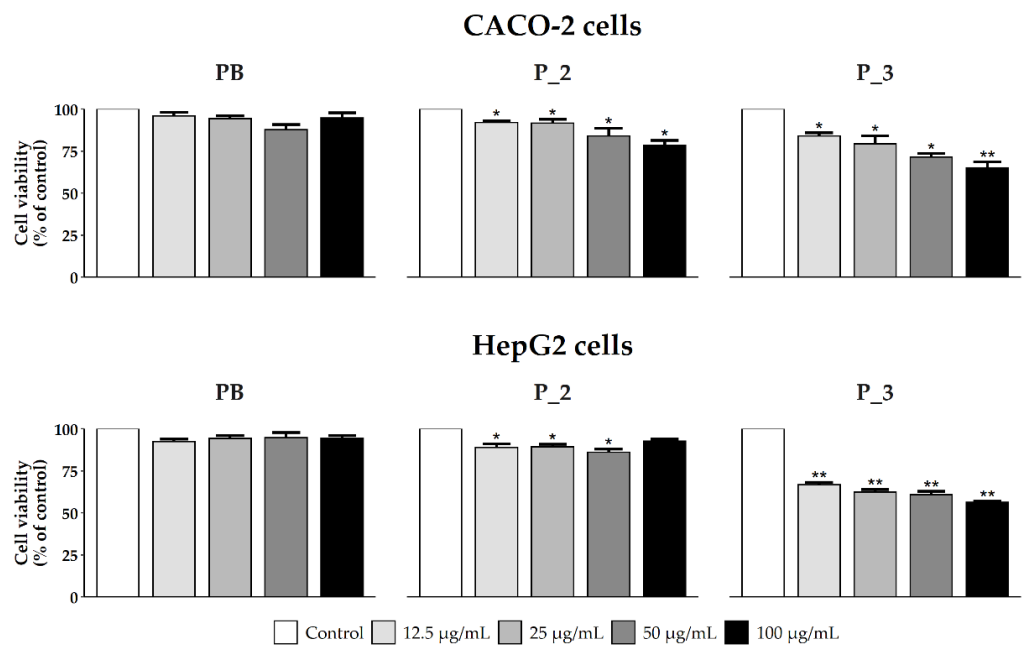 CACO-2 cells
PB
P_2
P_3
Cell viability
(% of control)
100
75
50
25
0
*
*
*
*
*
*
*
**
HepG2 cells
PB
P_2
P_3
Cell viability
(% of control)
100
75
50
25
0
*
*
*
**
**
**
**
Control 12.5 µg/mL 25 µg/mL 50 µg/mL 100 µg/mL